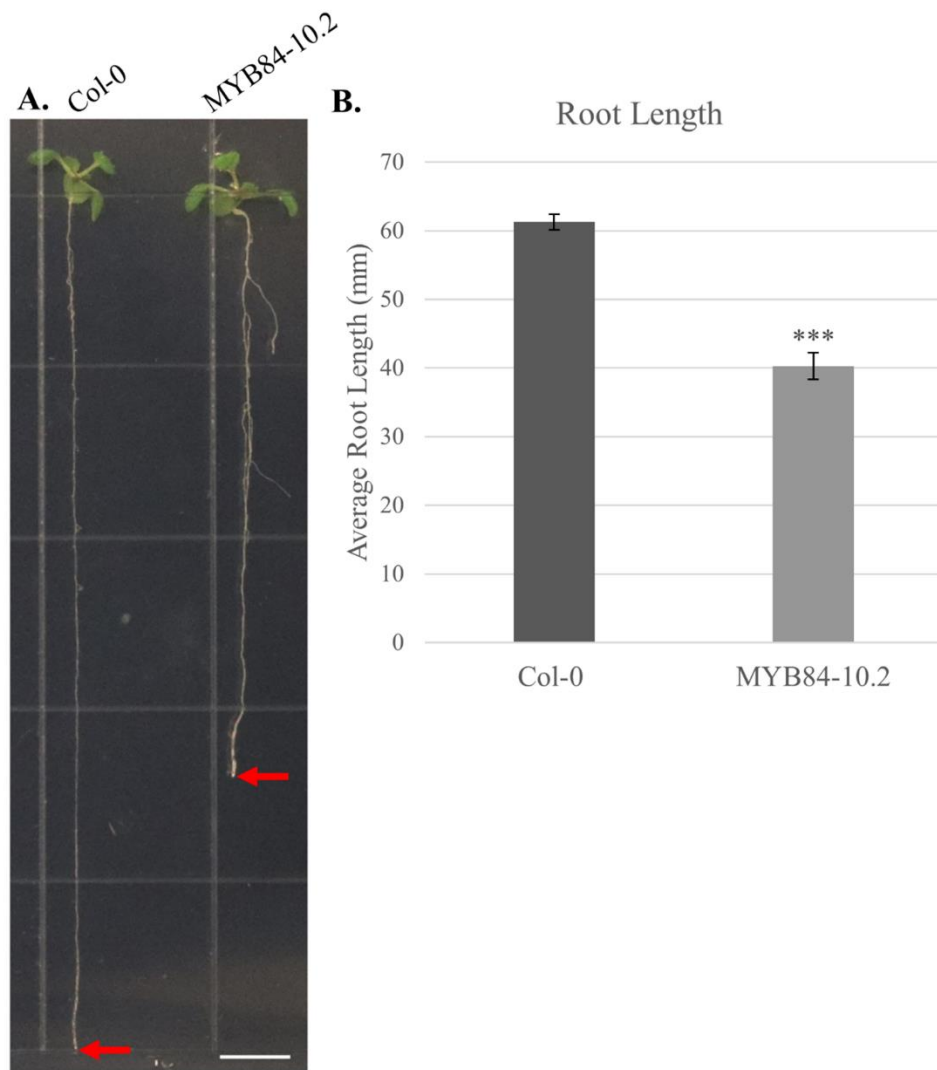 A.
Col-0
MYB84-10.2
B.
Root Length
Average Root Length (mm)
70
60
50
40
30
20
10
0
***
Col-0
MYB84-10.2